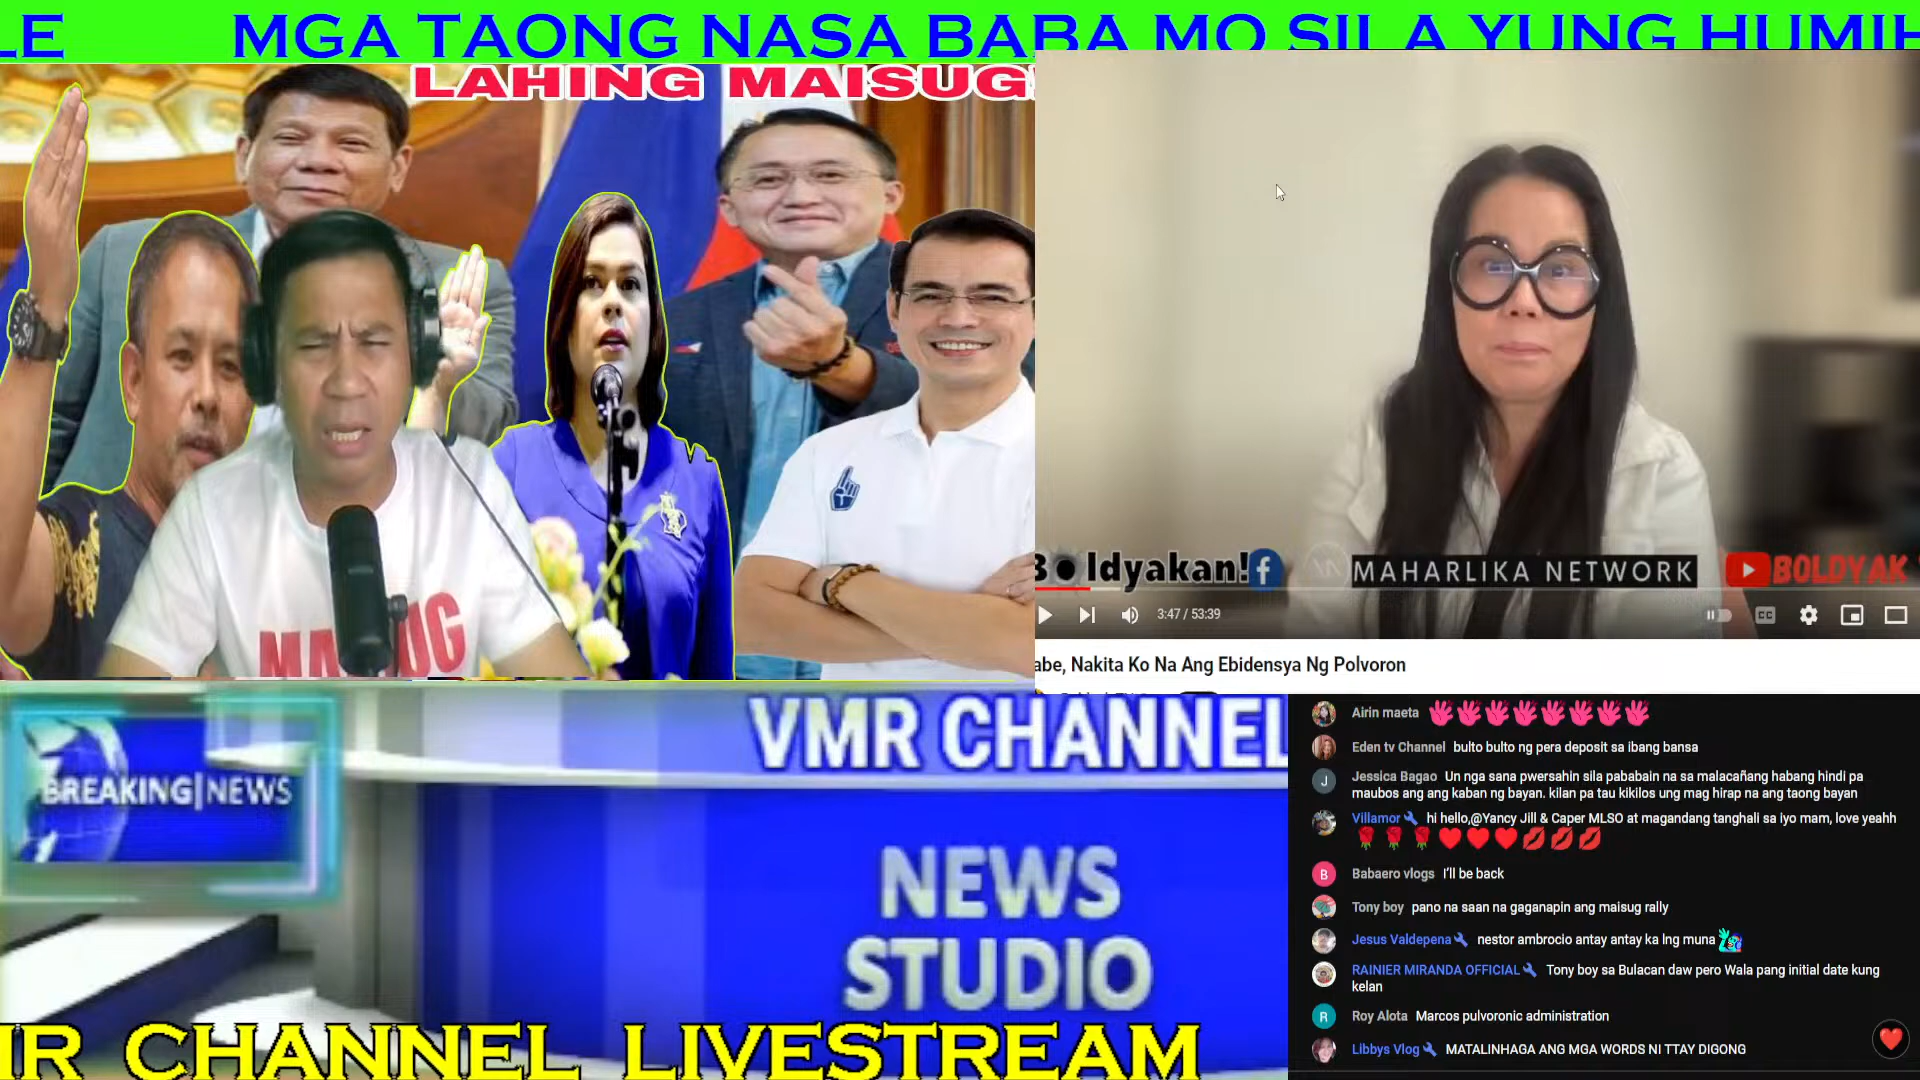 LE MGA TAONG NASA BABA MO SILA YUNG HUMIH
LAHING MAISUG
MA UG
B ldyakan!
MAHARLIKA NETWORK
BOLDYAK
3:47 / 53:39
CC
abe, Nakita Ko Na Ang Ebidensya Ng Polvoron
VMR CHANNEL
BREAKING|NEWS
NEWS
STUDIO
MR CHANNEL LIVESTREAM
Airin maeta
Eden tv Channel bulto bulto ng pera deposit sa ibang bansa
J
Jessica Bagao Un nga sana pwersahin sila pababain na sa malacañang habang hindi pa
maubos ang ang kaban ng bayan. kilan pa tau kikilos ung mag hirap na ang taong bayan
Villamor hi hello,@Yancy Jill & Caper MLSO at magandang tanghali sa iyo mam, love yeahh
B
Babaero vlogs I'll be back
Tony boy pano na saan na gaganapin ang maisug rally
Jesus Valdepena nestor ambrocio antay antay ka lng muna
RAINIER MIRANDA OFFICIAL Tony boy sa Bulacan daw pero Wala pang initial date kung
kelan
R
Roy Alota Marcos pulvoronic administration
Libbys Vlog MATALINHAGA ANG MGA WORDS NI TTAY DIGONG